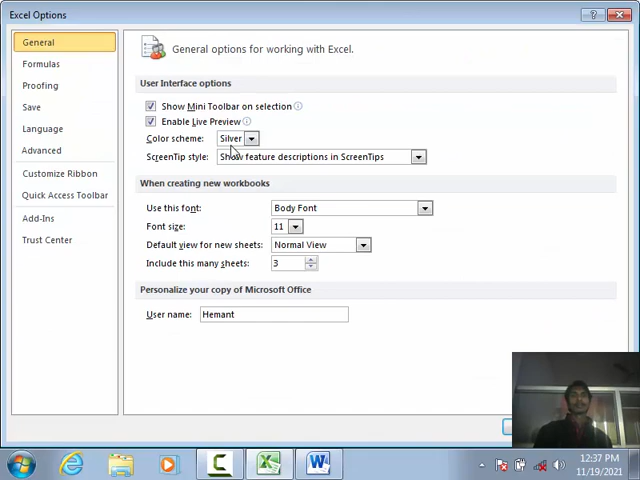 Excel Options
General
Formulas
Proofing
Save
Language
Advanced
Customize Ribbon
Quick Access Toolbar
Add-Ins
Trust Center
General options for working with Excel.
User Interface options
Show Mini Toolbar on selection
Enable Live Preview
Color scheme: Silver
ScreenTip style: Show feature descriptions in ScreenTips
When creating new workbooks
Use this font: Body Font
Font size: 11
Default view for new sheets: Normal View
Include this many sheets: 3
Personalize your copy of Microsoft Office
User name: Hemant
12:37 PM
11/19/2021